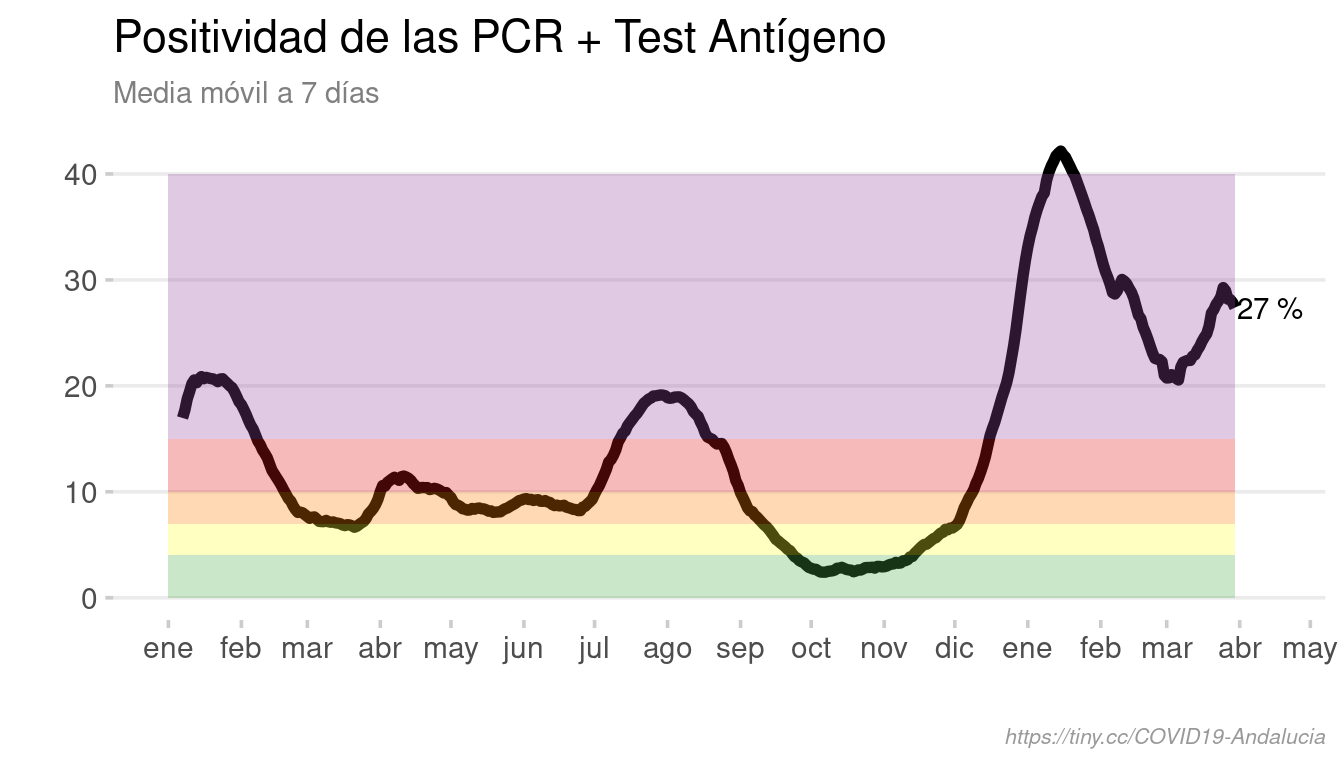 Positividad de las PCR + Test Antígeno
Media móvil a 7 días
40
30
20
10
0
27 %
ene feb mar abr may jun jul ago sep oct nov dic ene feb mar abr may
https://tiny.cc/COVID19-Andalucia